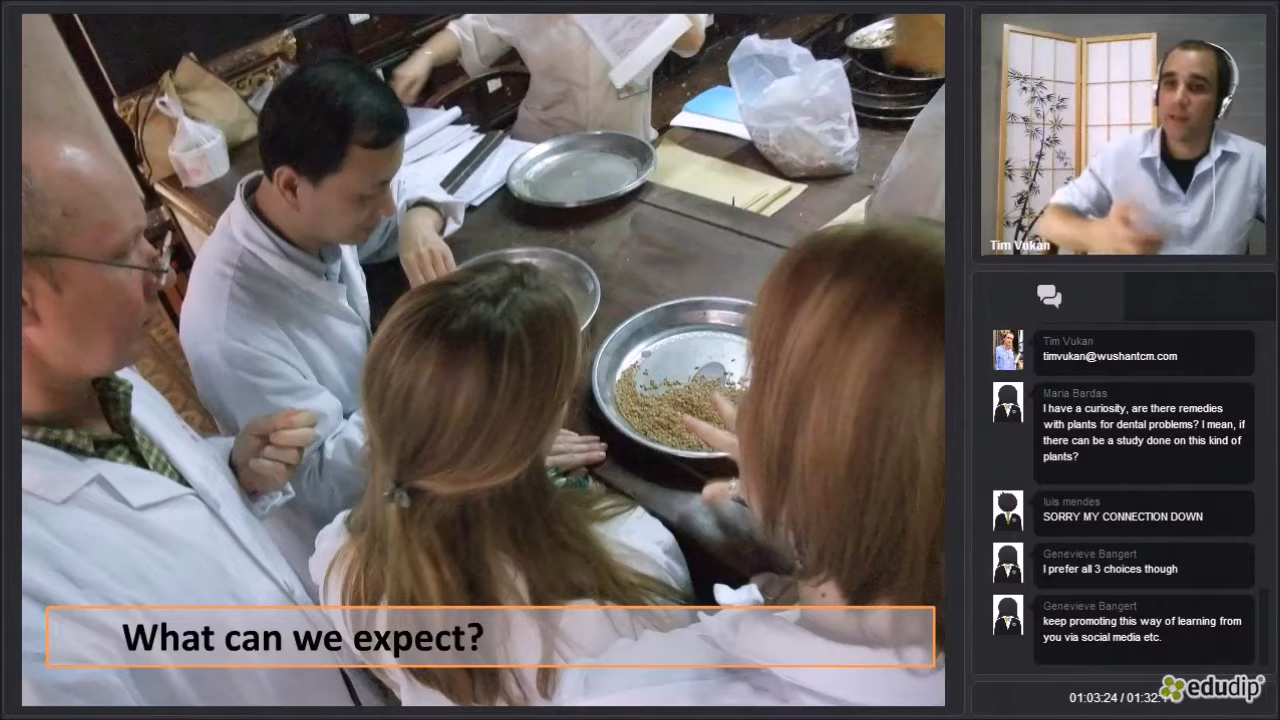 What can we expect?
Tim Vukan
Tim Vukan
timvukan@wushantcm.com
Maria Bardas
I have a curiosity, are there remedies
with plants for dental problems? I mean, if
there can be a study done on this kind of
plants?
luis mendes
SORRY MY CONNECTION DOWN
Genevieve Bangert
I prefer all 3 choices though
Genevieve Bangert
keep promoting this way of learning from
you via social media etc.
01:03:24 / 01:32:
edudip